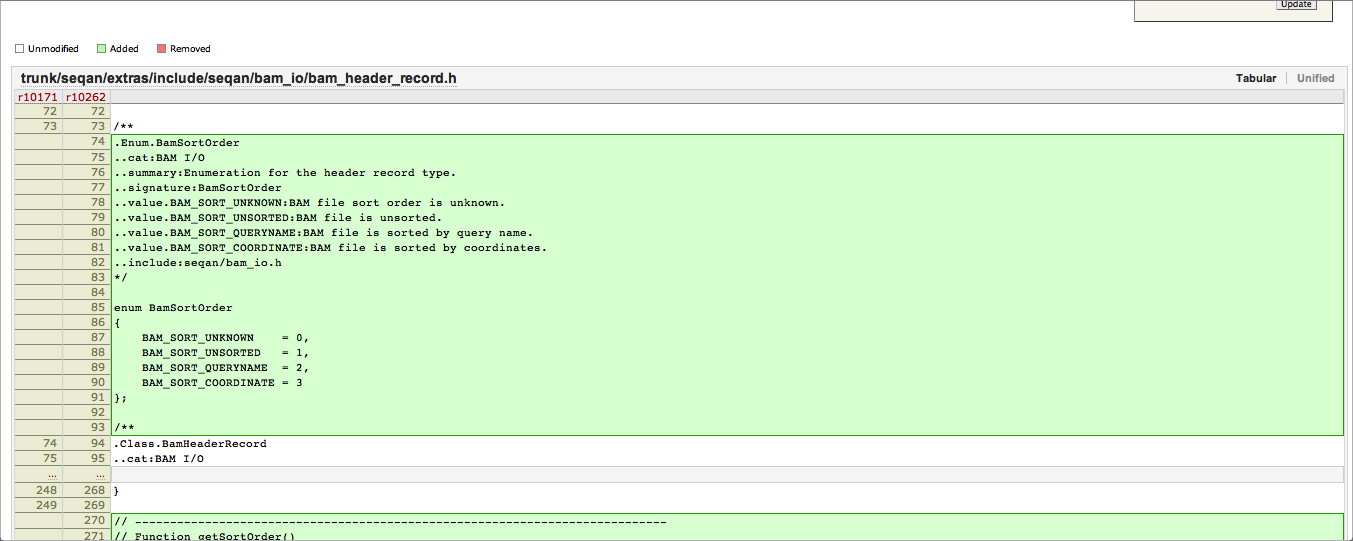 Update
Unmodified Added Removed
trunk/seqan/extras/include/seqan/bam_io/bam_header_record.h Tabular Unified
r10171 r10262
72 72
73 73 /**
74 .Enum.BamSortOrder
75 ..cat:BAM I/O
76 ..summary:Enumeration for the header record type.
77 ..signature:BamSortOrder
78 ..value.BAM_SORT_UNKNOWN:BAM file sort order is unknown.
79 ..value.BAM_SORT_UNSORTED:BAM file is unsorted.
80 ..value.BAM_SORT_QUERYNAME:BAM file is sorted by query name.
81 ..value.BAM_SORT_COORDINATE:BAM file is sorted by coordinates.
82 ..include:seqan/bam_io.h
83 */
84
85 enum BamSortOrder
86 {
87 BAM_SORT_UNKNOWN = 0,
88 BAM_SORT_UNSORTED = 1,
89 BAM_SORT_QUERYNAME = 2,
90 BAM_SORT_COORDINATE = 3
91 };
92
93 /**
74 94 .Class.BamHeaderRecord
75 95 ..cat:BAM I/O
... ...
248 268 }
249 269
270 // ----------------------------------------------------------------------------
271 // Function getSortOrder()